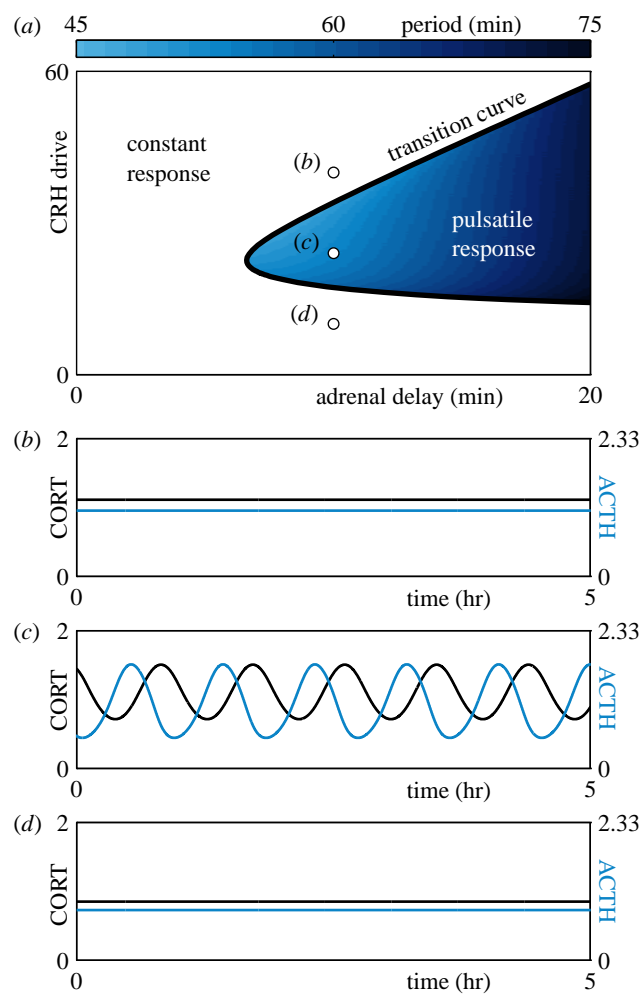 (a) 45 60 period (min) 75
60
CRH drive
constant
response
transition curve
(b)
(c)
pulsatile
response
(d)
0
0 adrenal delay (min) 20
(b) 2 2.33
CORT
ACTH
0 0
0 time (hr) 5
(c) 2 2.33
CORT
ACTH
0 0
0 time (hr) 5
(d) 2 2.33
CORT
ACTH
0 0
0 time (hr) 5